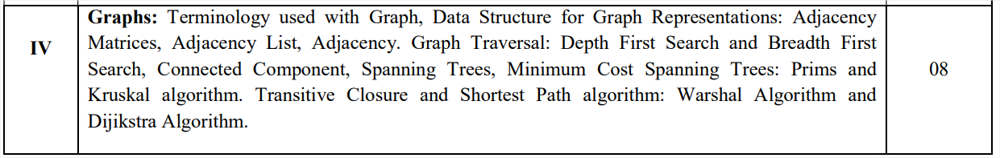 IV
Graphs: Terminology used with Graph, Data Structure for Graph Representations: Adjacency
Matrices, Adjacency List, Adjacency. Graph Traversal: Depth First Search and Breadth First
Search, Connected Component, Spanning Trees, Minimum Cost Spanning Trees: Prims and
Kruskal algorithm. Transitive Closure and Shortest Path algorithm: Warshal Algorithm and
Dijikstra Algorithm.
08